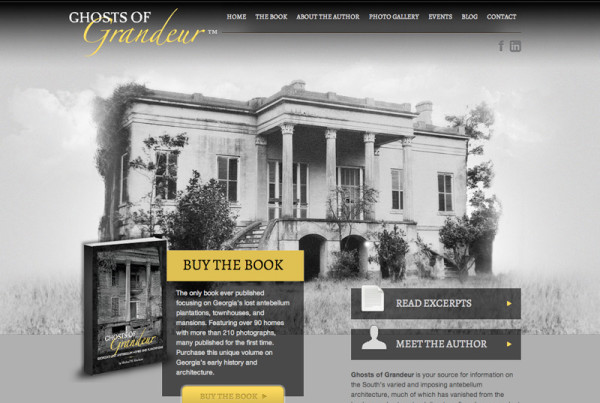 GHOSTS OF
Grandeur™
HOME THE BOOK ABOUT THE AUTHOR PHOTO GALLERY EVENTS BLOG CONTACT
f in
BUY THE BOOK
The only book ever published
focusing on Georgia's lost antebellum
plantations, townhouses, and
mansions. Featuring over 90 homes
with more than 210 photographs,
many published for the first time.
Purchase this unique volume on
Georgia's early history and
architecture.
BUY THE BOOK
GHOSTS OF
Grandeur
READ EXCERPTS
MEET THE AUTHOR
Ghosts of Grandeur is your source for information on
the South's varied and imposing antebellum
architecture, much of which has vanished from the